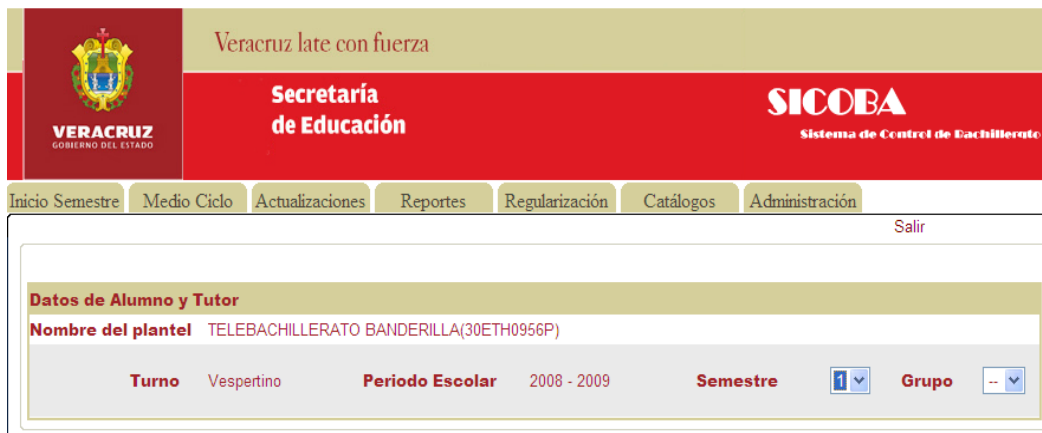 Veracruz late con fuerza
VERACRUZ
GOBIERNO DEL ESTADO
Secretaría
de Educación
SICOBA
Sistema de Control de Bachillerato
Inicio Semestre Medio Ciclo Actualizaciones Reportes Regularización Catálogos Administración
Salir
Datos de Alumno y Tutor
Nombre del plantel TELEBACHILLERATO BANDERILLA(30ETH0956P)
Turno Vespertino Periodo Escolar 2008 - 2009 Semestre 1 Grupo --